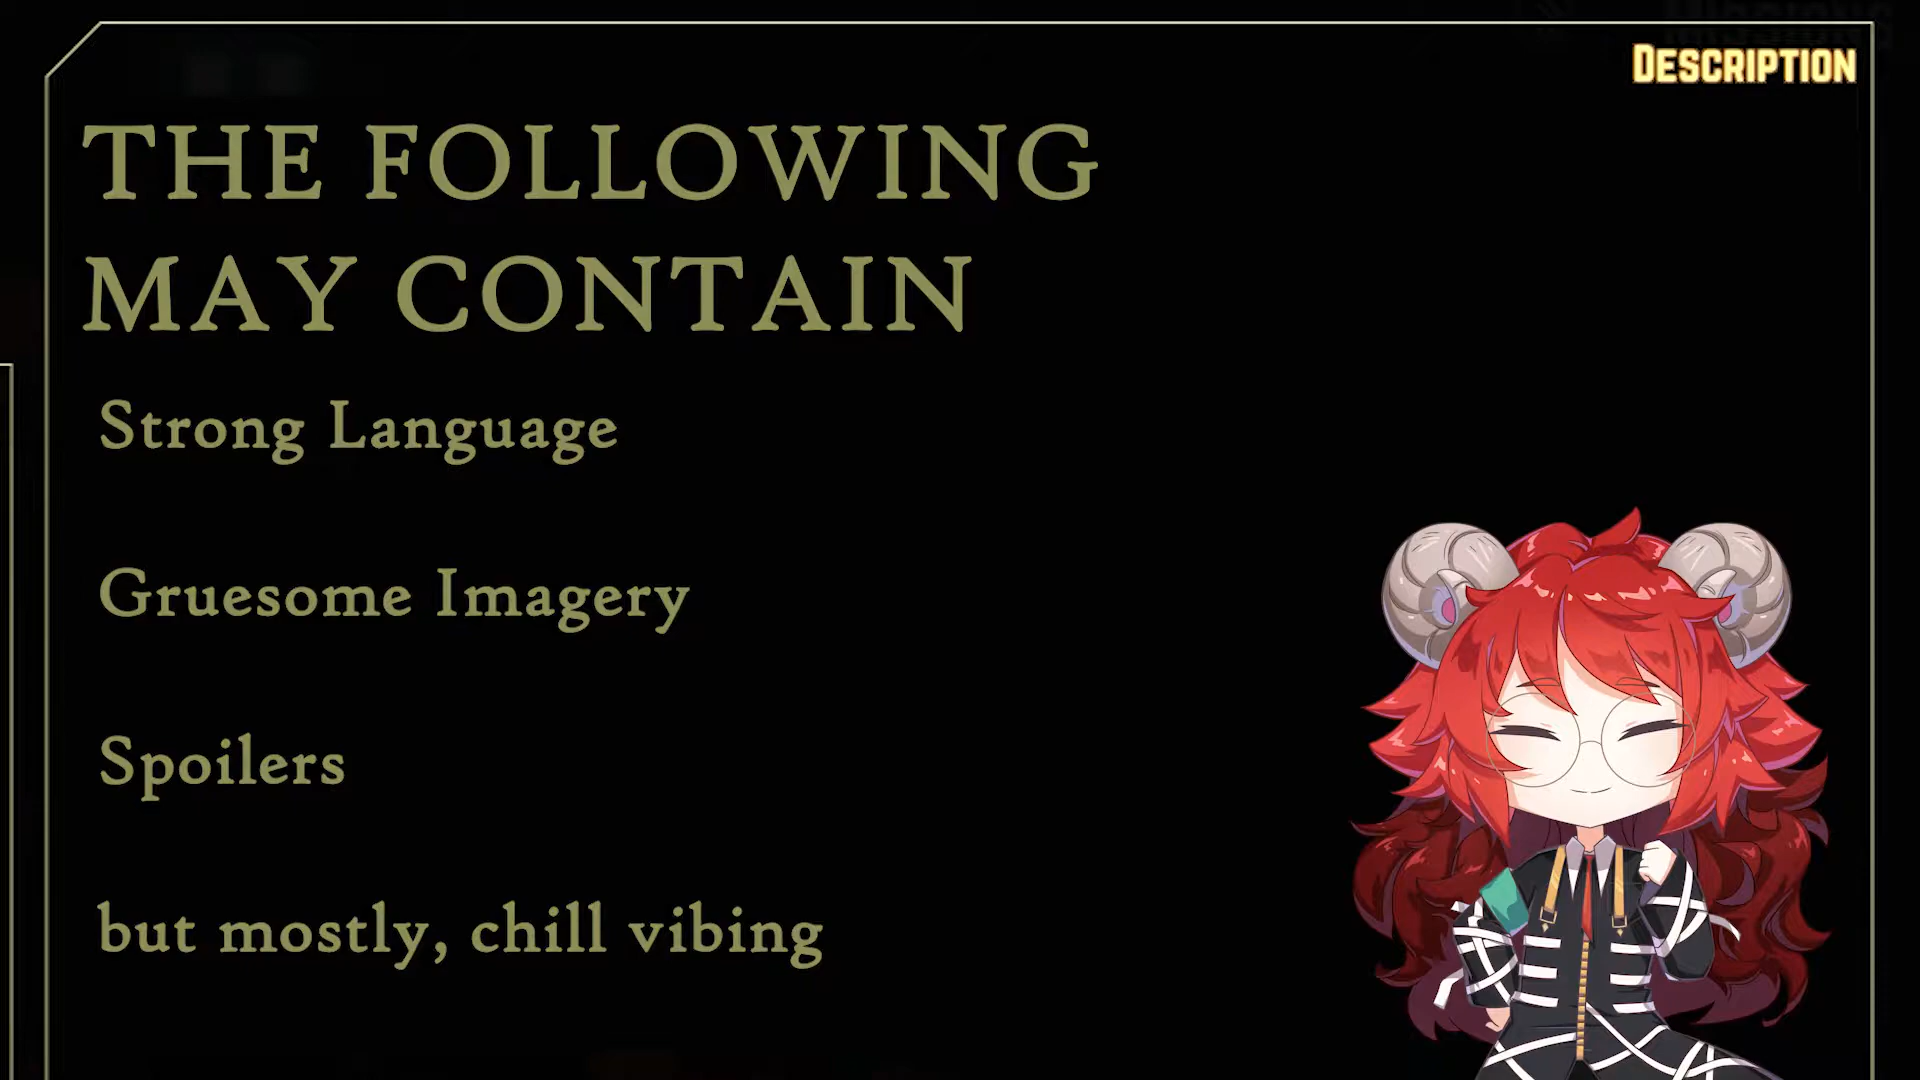 DESCRIPTION
THE FOLLOWING
MAY CONTAIN
Strong Language
Gruesome Imagery
Spoilers
but mostly, chill vibing